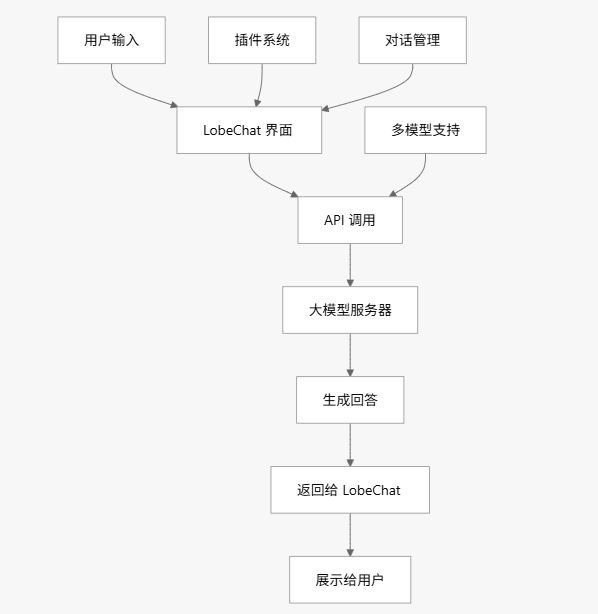 用户输入
插件系统
对话管理
LobeChat 界面
多模型支持
API 调用
大模型服务器
生成回答
返回给 LobeChat
展示给用户